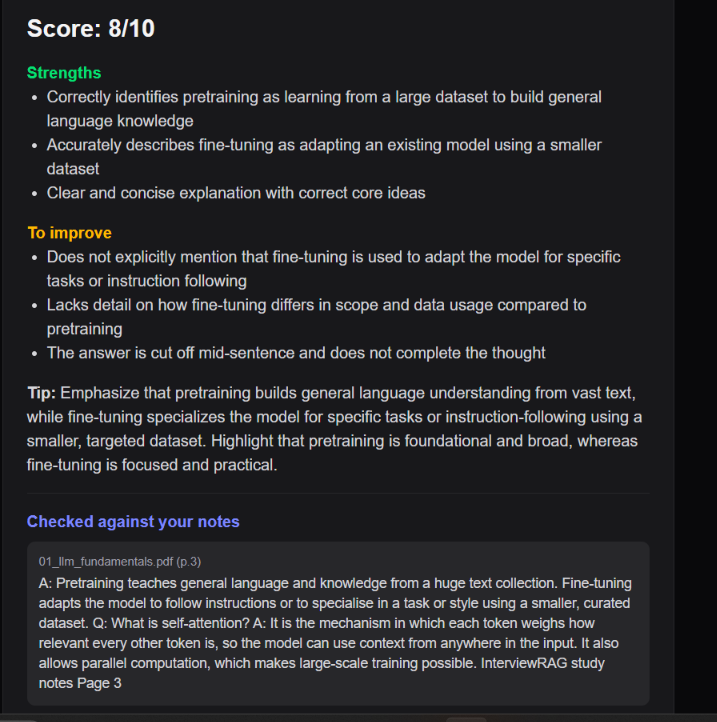 Score: 8/10
Strengths
• Correctly identifies pretraining as learning from a large dataset to build general
language knowledge
• Accurately describes fine-tuning as adapting an existing model using a smaller
dataset
• Clear and concise explanation with correct core ideas
To improve
• Does not explicitly mention that fine-tuning is used to adapt the model for specific
tasks or instruction following
• Lacks detail on how fine-tuning differs in scope and data usage compared to
pretraining
• The answer is cut off mid-sentence and does not complete the thought
Tip: Emphasize that pretraining builds general language understanding from vast text,
while fine-tuning specializes the model for specific tasks or instruction-following using a
smaller, targeted dataset. Highlight that pretraining is foundational and broad, whereas
fine-tuning is focused and practical.
Checked against your notes
01_llm_fundamentals.pdf (p.3)
A: Pretraining teaches general language and knowledge from a huge text collection. Fine-tuning
adapts the model to follow instructions or to specialise in a task or style using a smaller, curated
dataset. Q: What is self-attention? A: It is the mechanism in which each token weighs how
relevant every other token is, so the model can use context from anywhere in the input. It also
allows parallel computation, which makes large-scale training possible. InterviewRAG study
notes Page 3